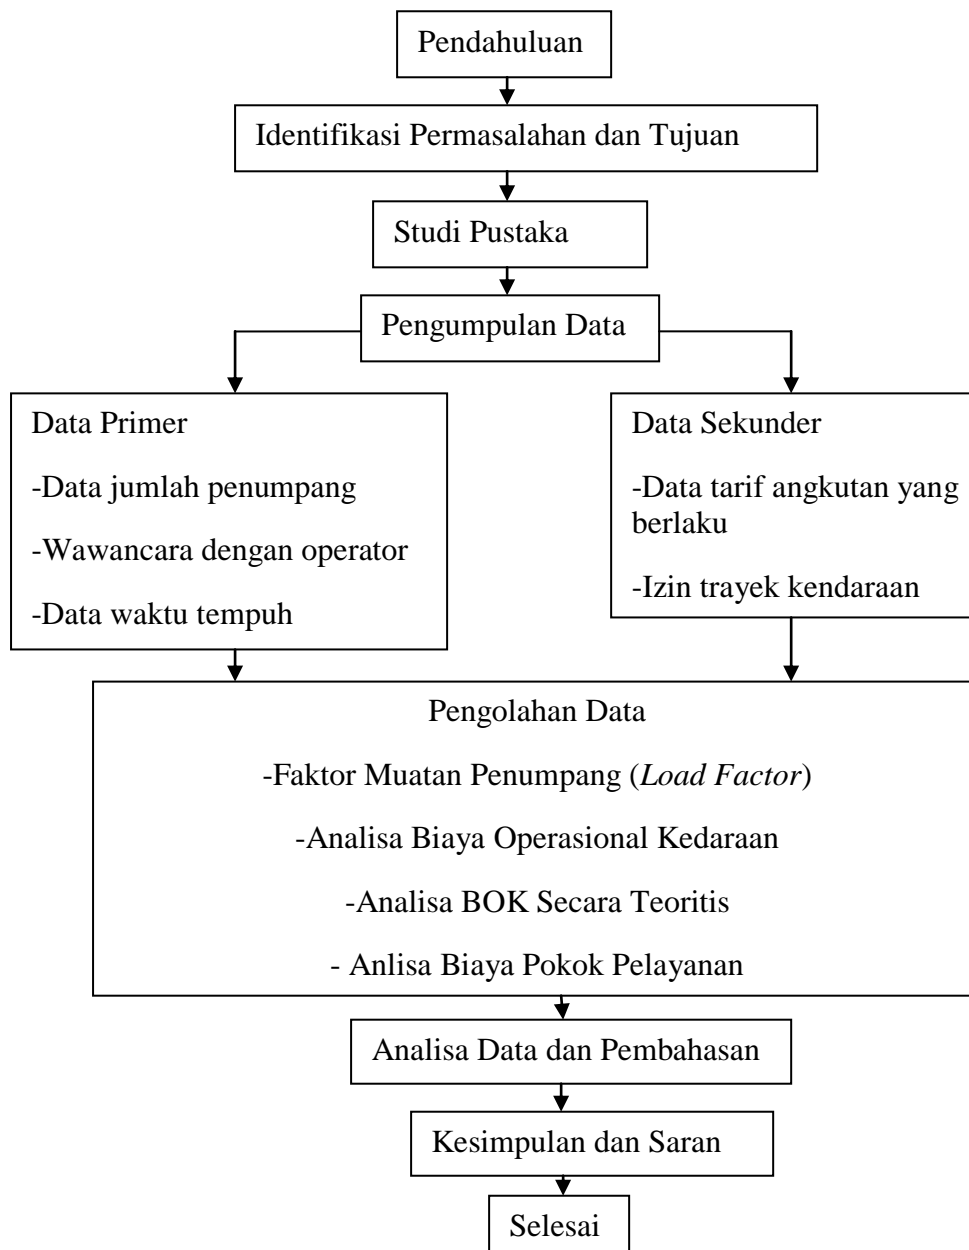 Pendahuluan
Identifikasi Permasalahan dan Tujuan
Studi Pustaka
Pengumpulan Data
Data Primer
-Data jumlah penumpang
-Wawancara dengan operator
-Data waktu tempuh
Data Sekunder
-Data tarif angkutan yang
berlaku
-Izin trayek kendaraan
Pengolahan Data
-Faktor Muatan Penumpang (Load Factor)
-Analisa Biaya Operasional Kedaraan
-Analisa BOK Secara Teoritis
- Anlisa Biaya Pokok Pelayanan
Analisa Data dan Pembahasan
Kesimpulan dan Saran
Selesai